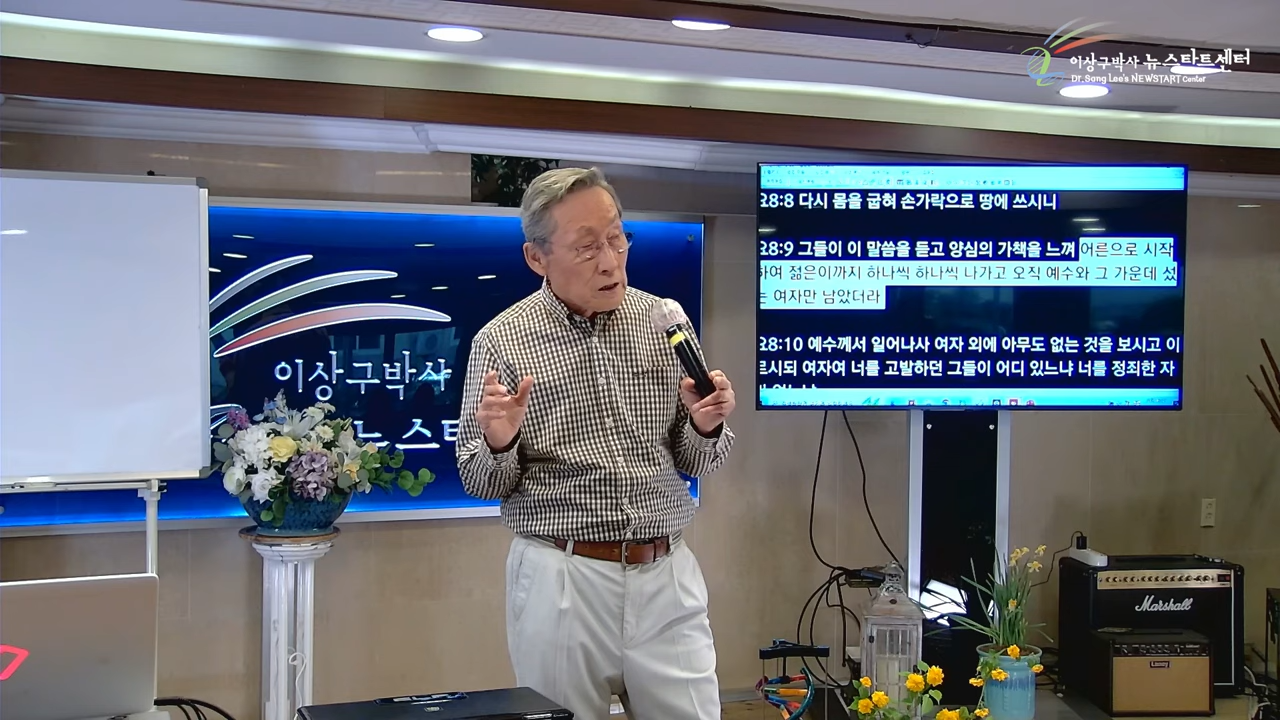 이상구박사 뉴스타트센터
Dr. Sang Lee's NEWSTART Center
요8:8 다시 몸을 굽혀 손가락으로 땅에 쓰시니
요8:9 그들이 이 말씀을 듣고 양심의 가책을 느껴 어른으로 시작
하여 젊은이까지 하나씩 하나씩 나가고 오직 예수와 그 가운데 섰
는 여자만 남았더라
요8:10 예수께서 일어나사 여자 외에 아무도 없는 것을 보시고 이
르시되 여자여 너를 고발하던 그들이 어디 있느냐 너를 정죄한 자
이상구박사
뉴스타
Marshall
Laney